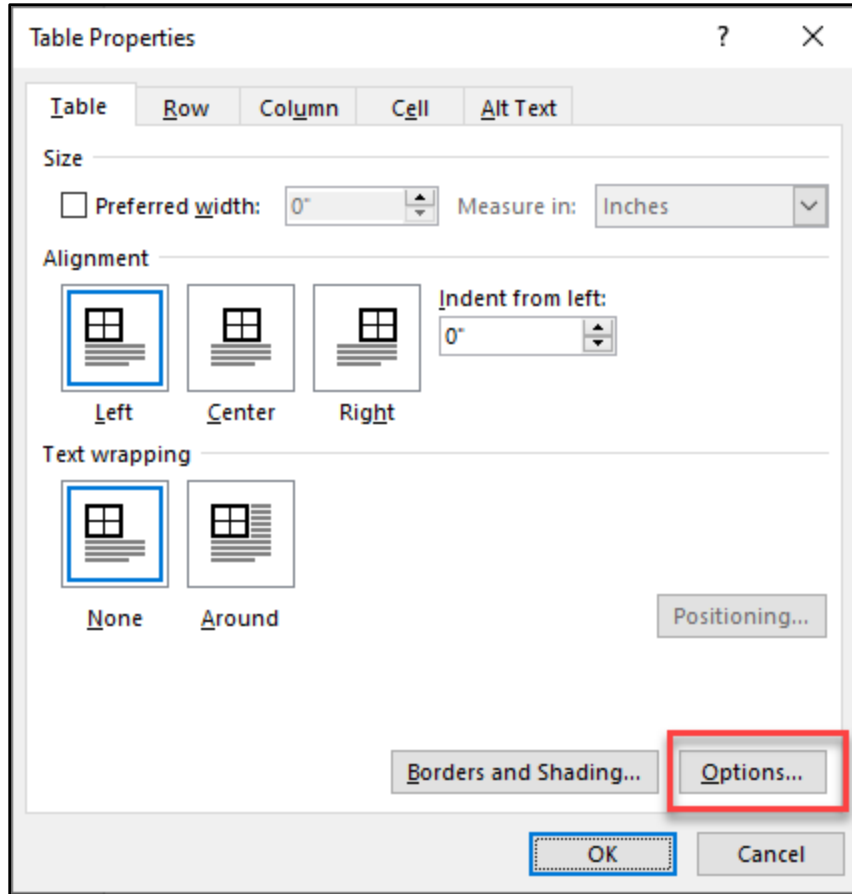 Table Properties ?
Table Row Column Cell Alt Text
Size
Preferred width: 0" Measure in: Inches
Alignment
Indent from left:
0"
Left Center Right
Text wrapping
None Around
Positioning...
Borders and Shading... Options...
OK Cancel